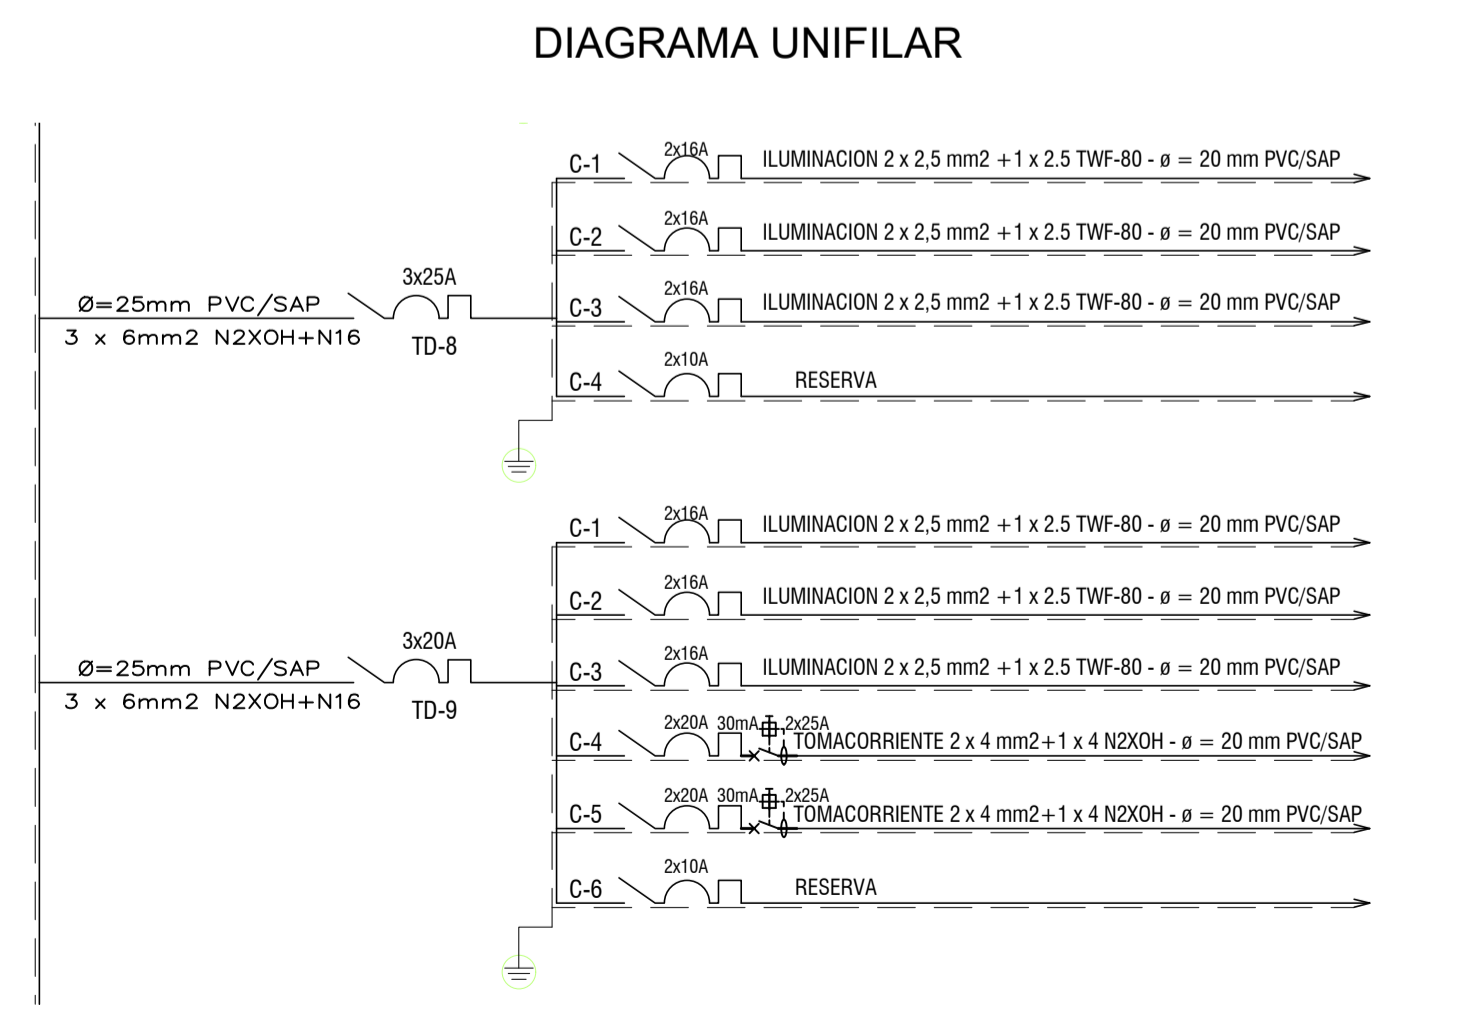 DIAGRAMA UNIFILAR
C-1 2x16A ILUMINACION 2 x 2,5 mm2 +1 x 2.5 TWF-80 - ø = 20 mm PVC/SAP
C-2 2x16A ILUMINACION 2 x 2,5 mm2 +1 x 2.5 TWF-80 - ø = 20 mm PVC/SAP
Ø=25mm PVC/SAP
3 x 6mm2 N2XOH+N16
3x25A
TD-8
C-3 2x16A ILUMINACION 2 x 2,5 mm2 +1 x 2.5 TWF-80 - ø = 20 mm PVC/SAP
C-4 2x10A RESERVA
C-1 2x16A ILUMINACION 2 x 2,5 mm2 +1 x 2.5 TWF-80 - ø = 20 mm PVC/SAP
C-2 2x16A ILUMINACION 2 x 2,5 mm2 +1 x 2.5 TWF-80 - ø = 20 mm PVC/SAP
Ø=25mm PVC/SAP
3 x 6mm2 N2XOH+N16
3x20A
TD-9
C-3 2x16A ILUMINACION 2 x 2,5 mm2 +1 x 2.5 TWF-80 - ø = 20 mm PVC/SAP
C-4 2x20A 30mA 2x25A TOMACORRIENTE 2 x 4 mm2+1 x 4 N2XOH - ø = 20 mm PVC/SAP
C-5 2x20A 30mA 2x25A TOMACORRIENTE 2 x 4 mm2+1 x 4 N2XOH - ø = 20 mm PVC/SAP
C-6 2x10A RESERVA